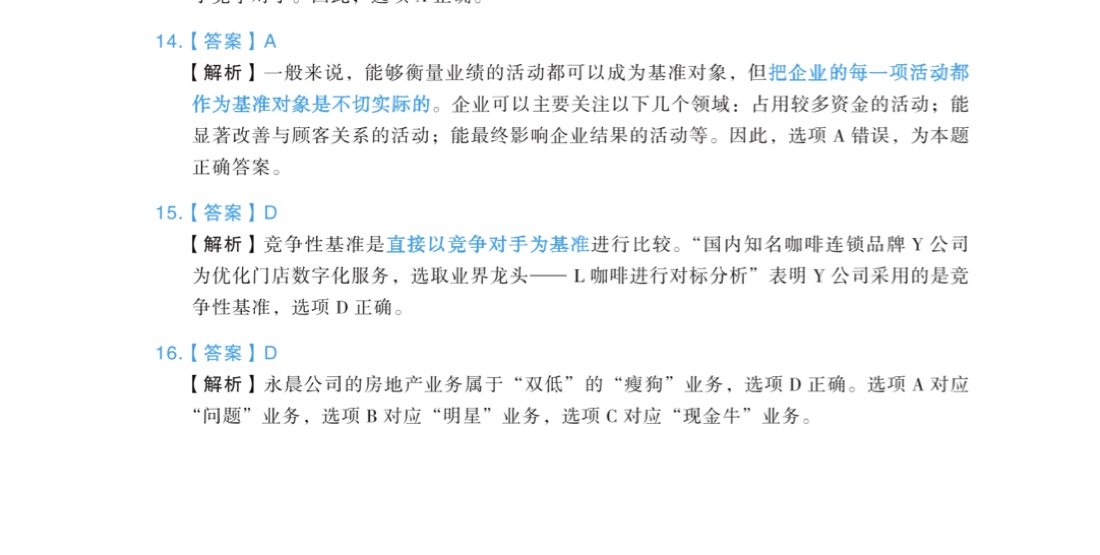 14.【答案】A
【解析】一般来说，能够衡量业绩的活动都可以成为基准对象，但把企业的每一项活动都
作为基准对象是不切实际的。企业可以主要关注以下几个领域：占用较多资金的活动；能
显著改善与顾客关系的活动；能最终影响企业结果的活动等。因此，选项 A 错误，为本题
正确答案。
15.【答案】D
【解析】竞争性基准是直接以竞争对手为基准进行比较。“国内知名咖啡连锁品牌 Y 公司
为优化门店数字化服务，选取业界龙头—— L 咖啡进行对标分析”表明 Y 公司采用的是竞
争性基准，选项 D 正确。
16.【答案】D
【解析】永晨公司的房地产业务属于“双低”的“瘦狗”业务，选项 D 正确。选项 A 对应
“问题”业务，选项 B 对应“明星”业务，选项 C 对应“现金牛”业务。